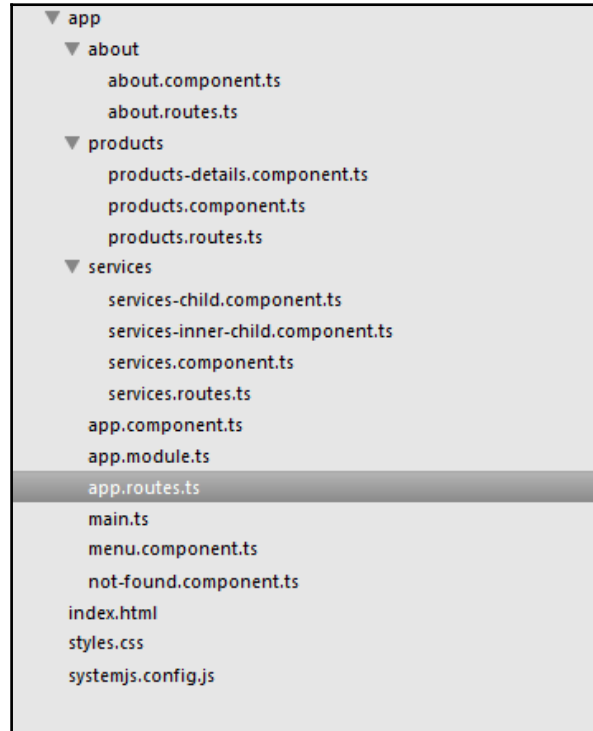 app
about
about.component.ts
about.routes.ts
products
products-details.component.ts
products.component.ts
products.routes.ts
services
services-child.component.ts
services-inner-child.component.ts
services.component.ts
services.routes.ts
app.component.ts
app.module.ts
app.routes.ts
main.ts
menu.component.ts
not-found.component.ts
index.html
styles.css
systemjs.config.js